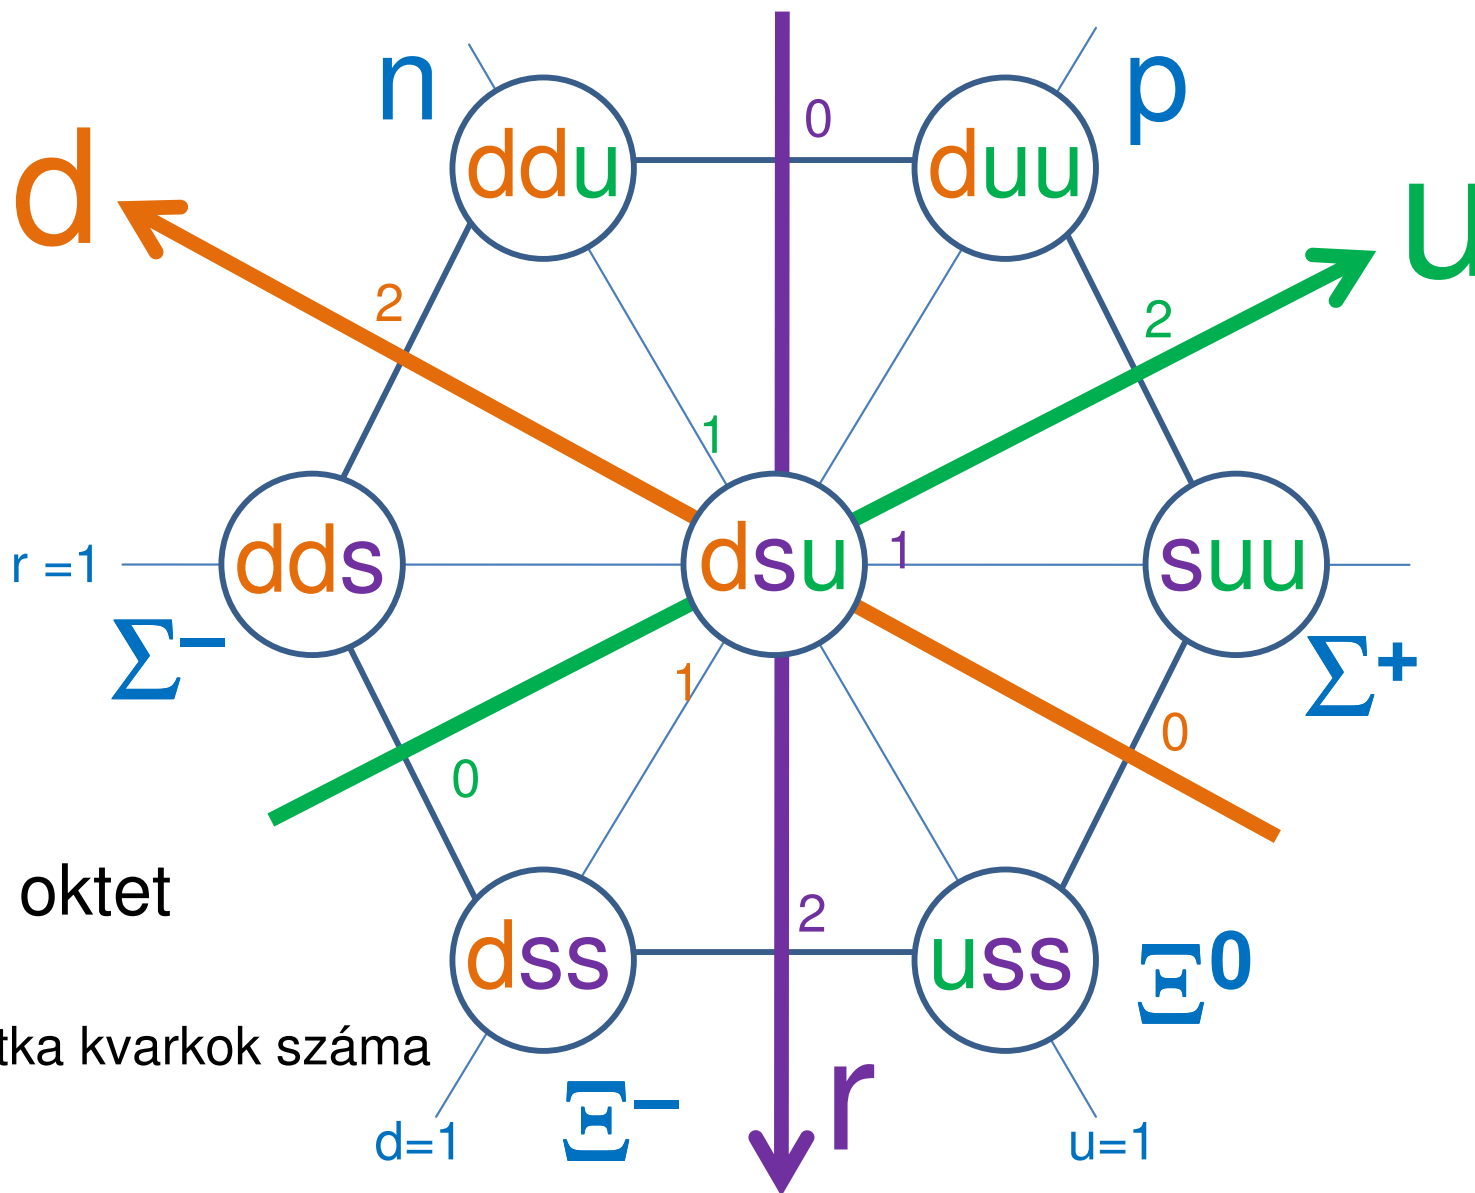 n
p
0
d
ddu
duu
u
2
2
1
r =1
dds
dsu
1
suu
Σ−
Σ+
1
0
0
oktet
2
dss
uss
Ξ0
kvarkok száma
Ξ−
r
d=1
u=1